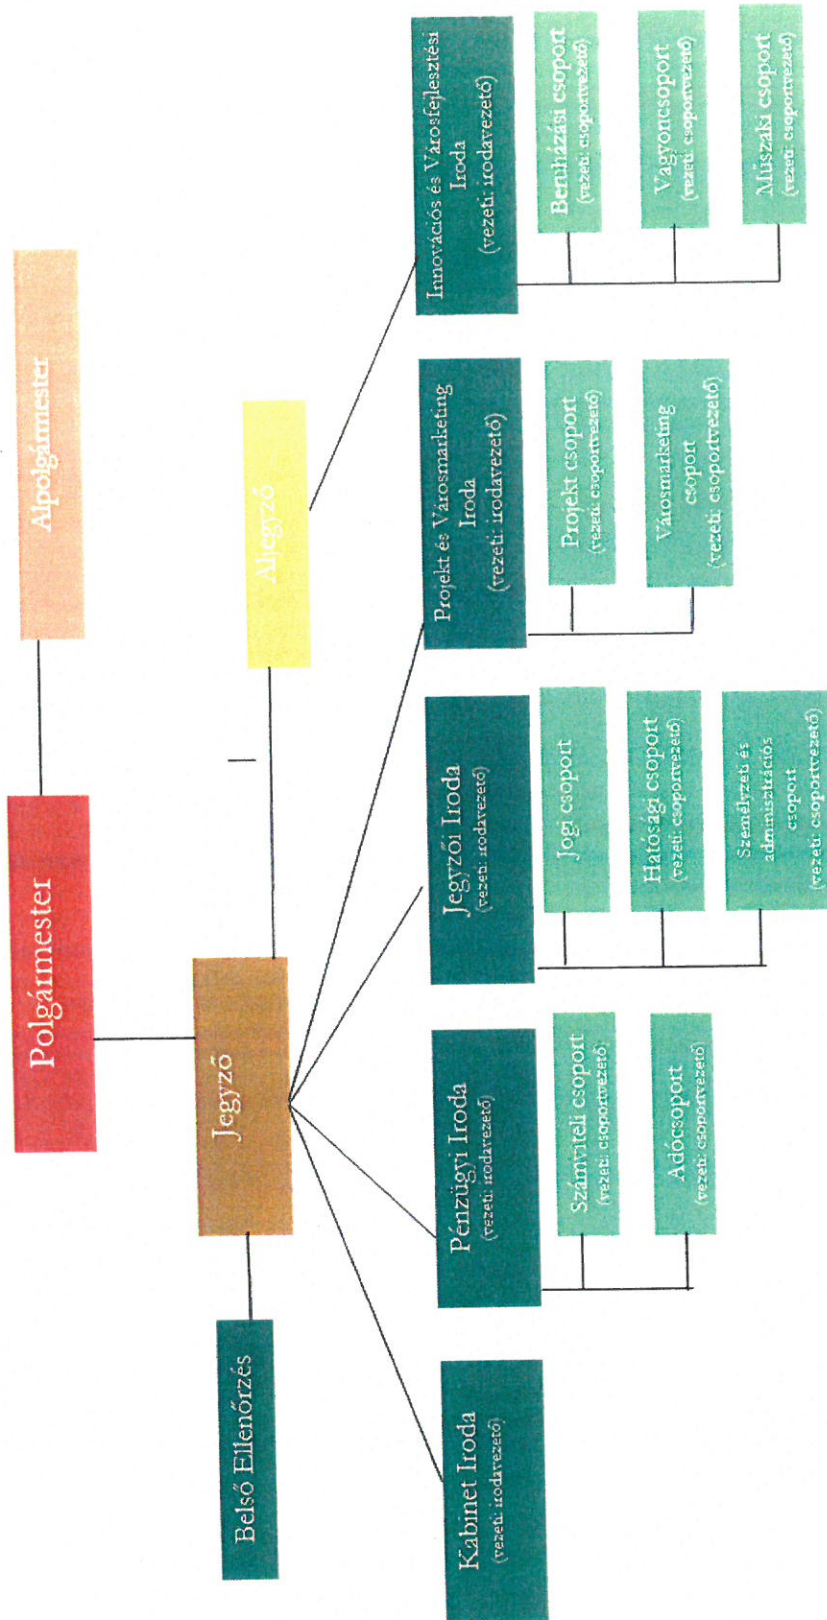 Polgármester
Alpolgármester
Jegyző
Aljegyző
Belső Ellenőrzés
Kabinet Iroda
(vezeti: irodavezető)
Pénzügyi Iroda
(vezeti: irodavezető)
Számviteli csoport
(vezeti: csoportvezető)
Adócsoport
(vezeti: csoportvezető)
Jegyzői Iroda
(vezeti: irodavezető)
Jogi csoport
Hatósági csoport
(vezeti: csoportvezető)
Személyzeti és
adminisztrációs
csoport
(vezeti: csoportvezető)
Projekt és Városmarketing
Iroda
(vezeti: irodavezető)
Projekt csoport
(vezeti: csoportvezető)
Városmarketing
csoport
(vezeti: csoportvezető)
Innovációs és Városfejlesztési
Iroda
(vezeti: irodavezető)
Beruházási csoport
(vezeti: csoportvezető)
Vagyoncsoport
(vezeti: csoportvezető)
Műszaki csoport
(vezeti: csoportvezető)